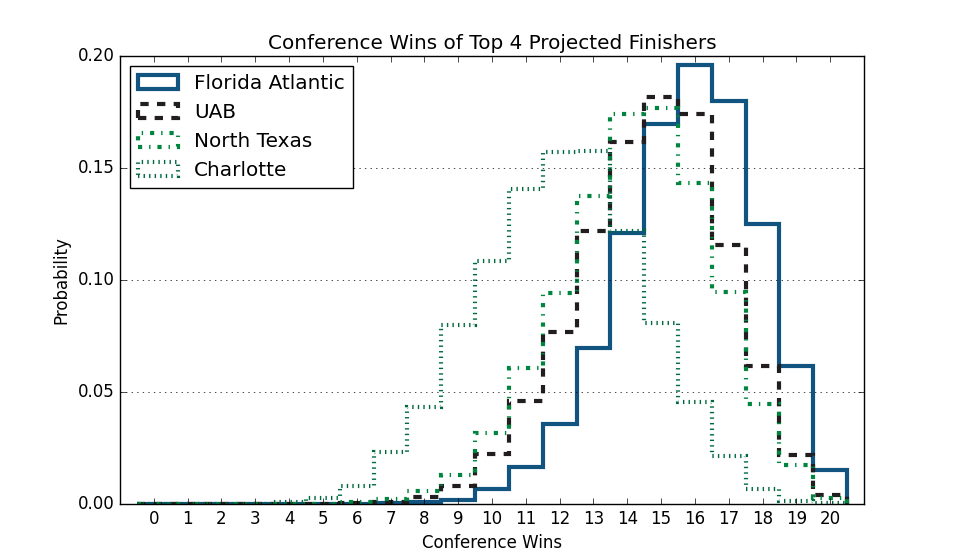 Conference Wins of Top 4 Projected Finishers
0.20
0.15
0.10
0.05
0.00
Probability
Florida Atlantic
UAB
North Texas
Charlotte
0 1 2 3 4 5 6 7 8 9 10 11 12 13 14 15 16 17 18 19 20
Conference Wins